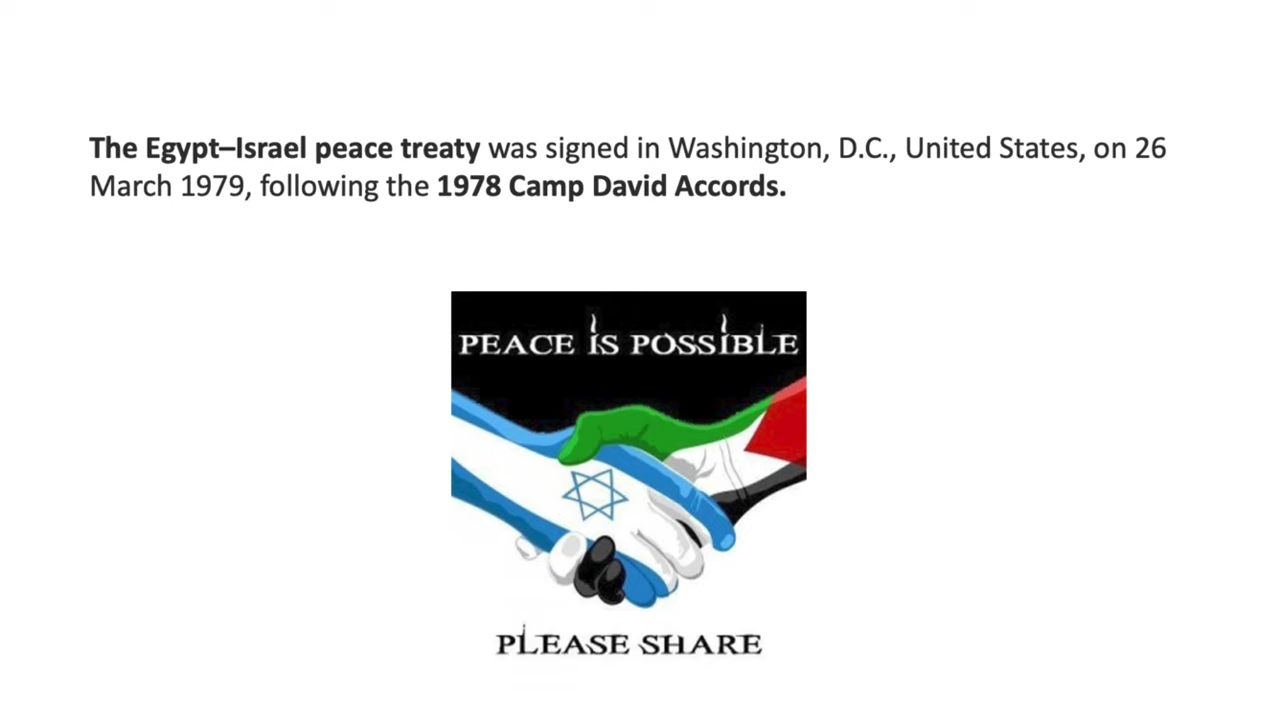 The Egypt–Israel peace treaty was signed in Washington, D.C., United States, on 26
March 1979, following the 1978 Camp David Accords.
PEACE IS POSSIBLE
PLEASE SHARE